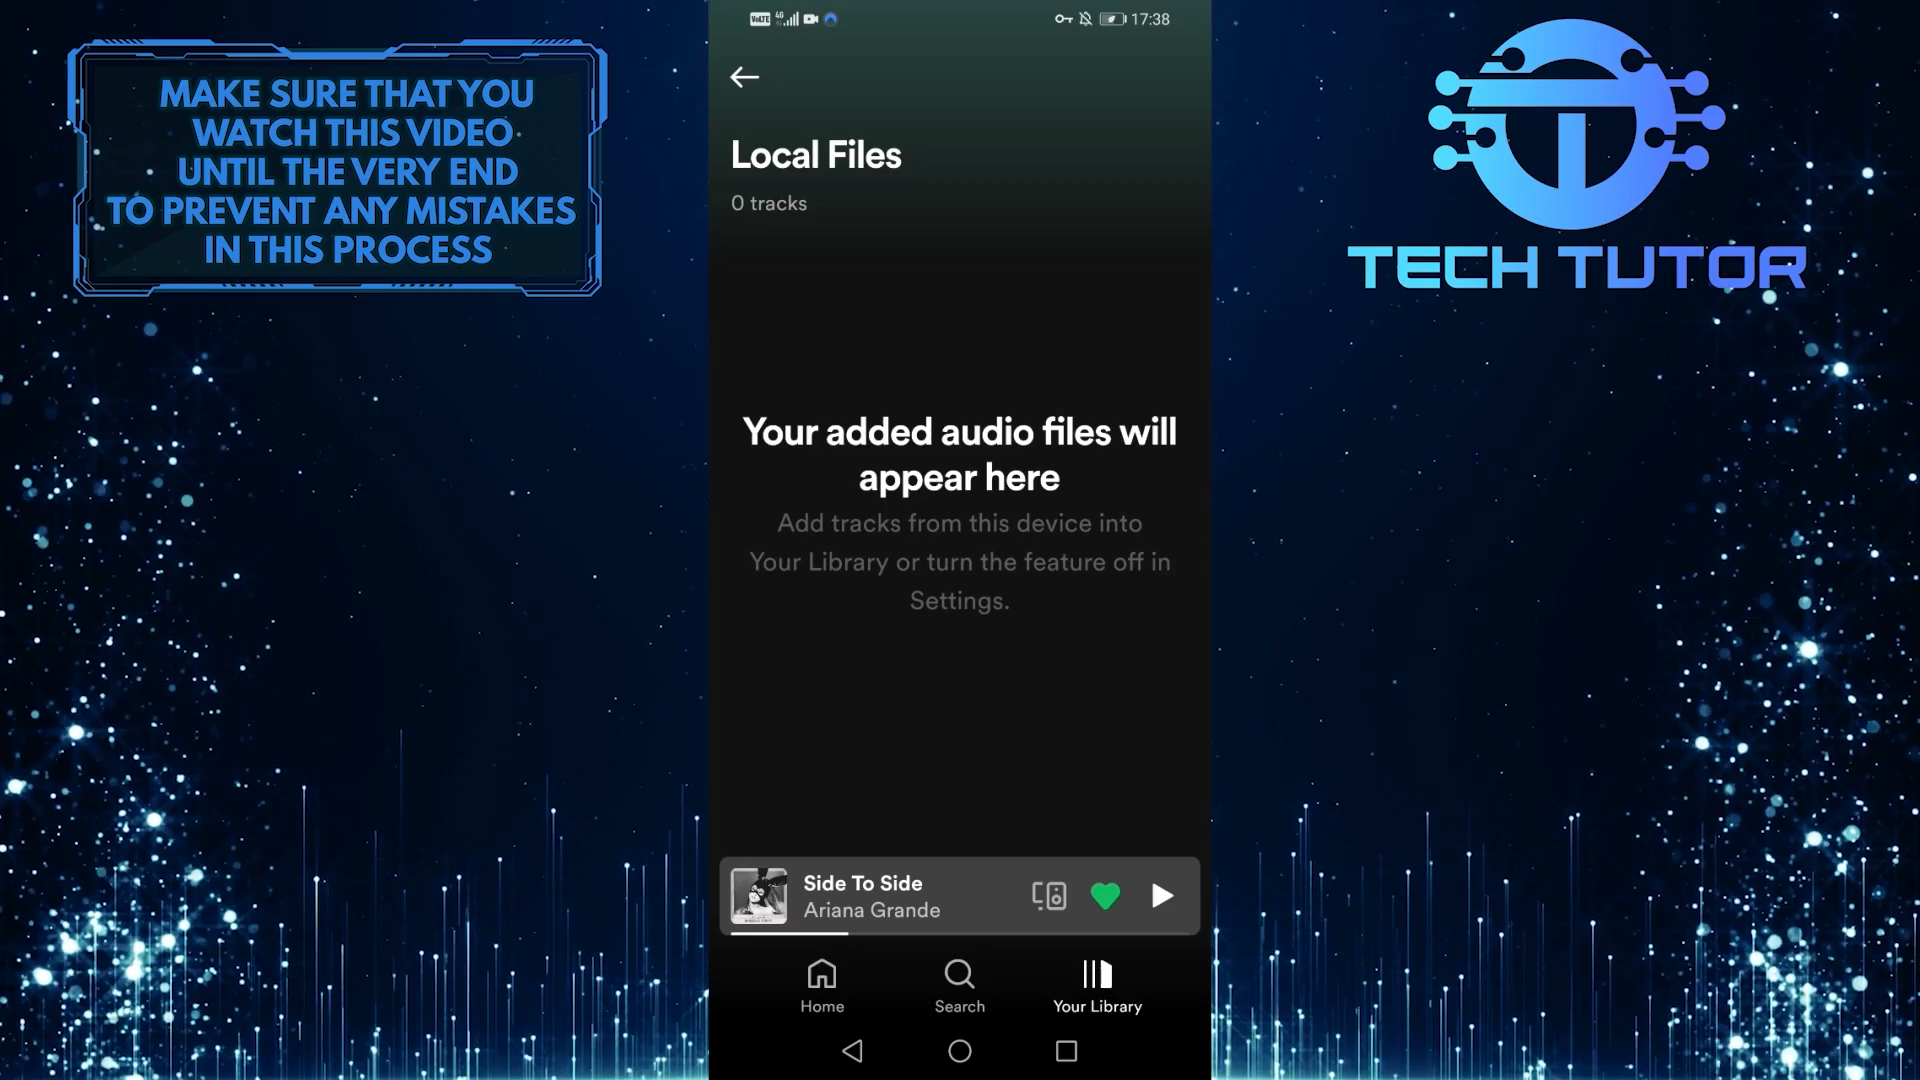 MAKE SURE THAT YOU
WATCH THIS VIDEO
UNTIL THE VERY END
TO PREVENT ANY MISTAKES
IN THIS PROCESS
VoLTE 4G 17:38
Local Files
0 tracks
Your added audio files will
appear here
Add tracks from this device into
Your Library or turn the feature off in
Settings.
Side To Side
Ariana Grande
Home Search Your Library
TECH TUTOR